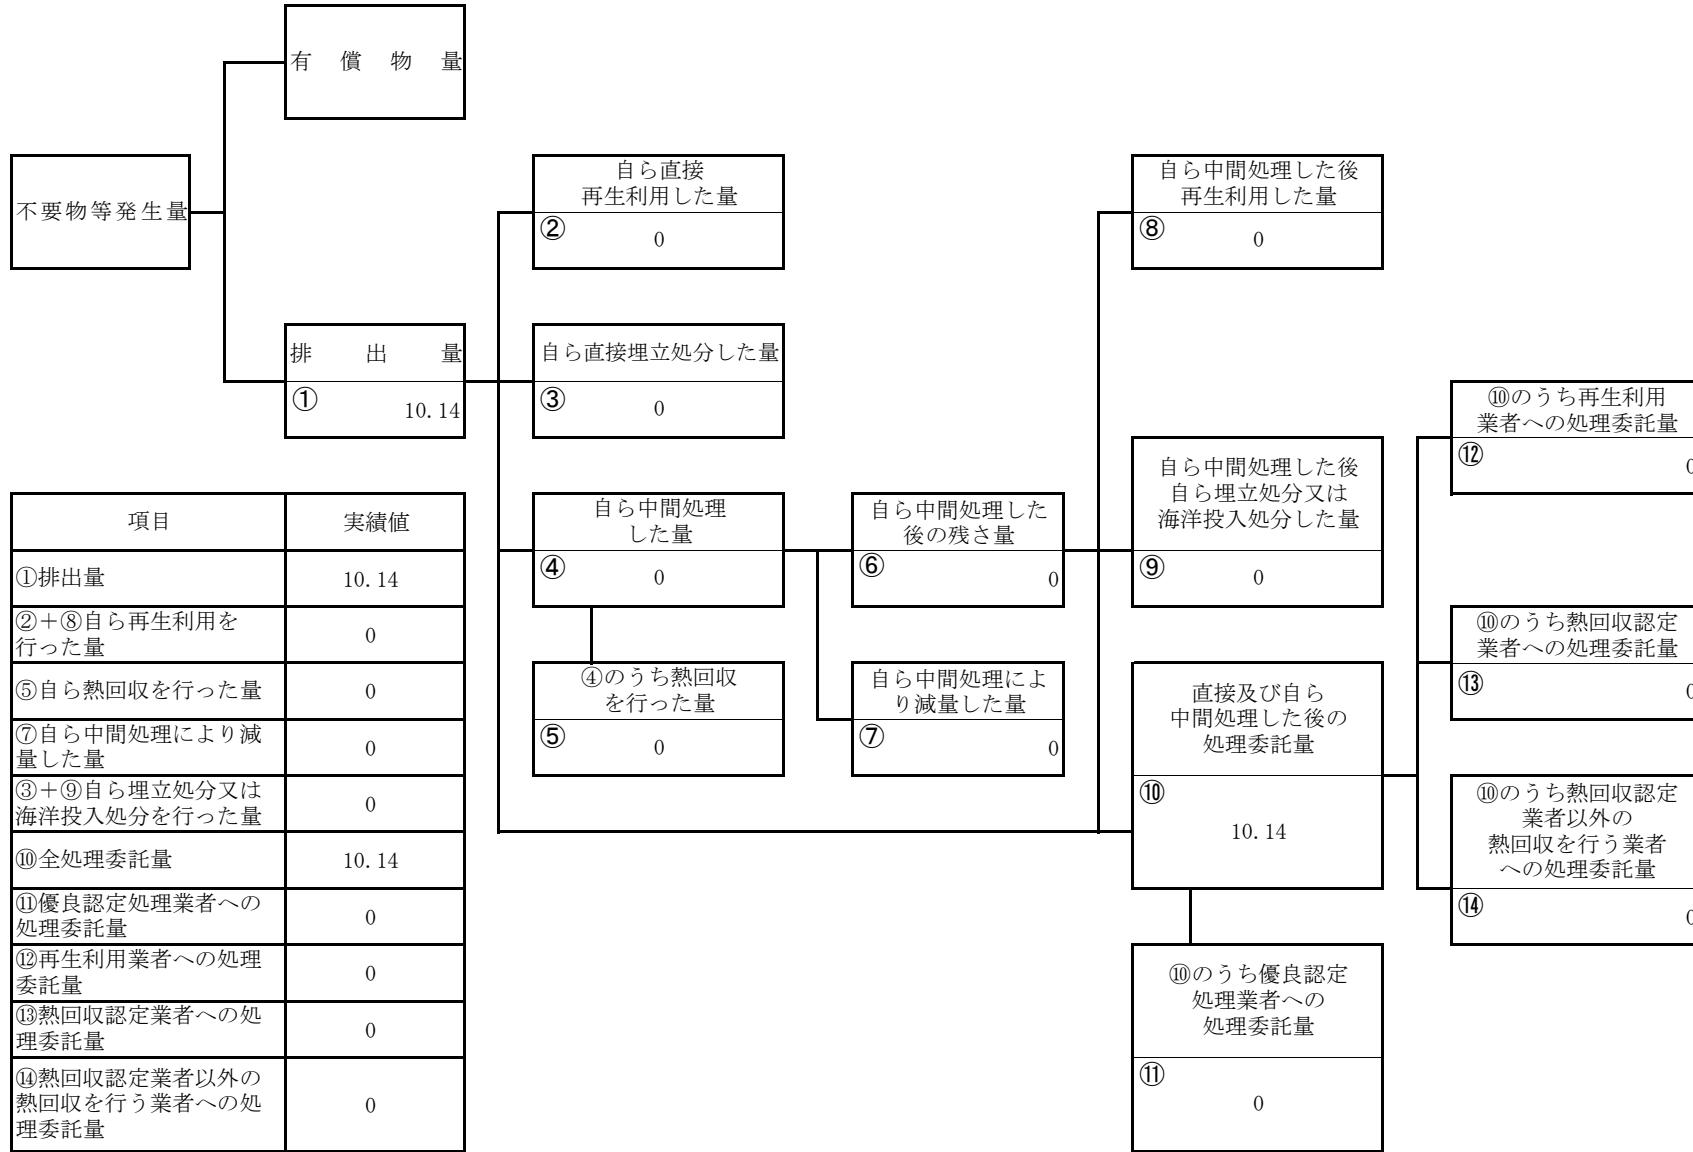 有償物量
不要物等発生量
自ら直接
再生利用した量
②
0
自ら中間処理した後
再生利用した量
⑧
0
排出量
①
10.14
自ら直接埋立処分した量
③
0
⑩のうち再生利用
業者への処理委託量
⑫
0
自ら中間処理
した量
④
0
自ら中間処理した
後の残さ量
⑥
0
自ら中間処理した後
自ら埋立処分又は
海洋投入処分した量
⑨
0
⑩のうち熱回収認定
業者への処理委託量
⑬
0
④のうち熱回収
を行った量
⑤
0
自ら中間処理によ
り減量した量
⑦
0
直接及び自ら
中間処理した後の
処理委託量
⑩
10.14
⑩のうち熱回収認定
業者以外の
熱回収を行う業者
への処理委託量
⑭
0
⑩のうち優良認定
処理業者への
処理委託量
⑪
0
項目 実績値
①排出量 10.14
②+⑧自ら再生利用を
行った量 0
⑤自ら熱回収を行った量 0
⑦自ら中間処理により減
量した量 0
③+⑨自ら埋立処分又は
海洋投入処分を行った量 0
⑩全処理委託量 10.14
⑪優良認定処理業者への
処理委託量 0
⑫再生利用業者への処理
委託量 0
⑬熱回収認定業者への処
理委託量 0
⑭熱回収認定業者以外の
熱回収を行う業者への処
理委託量 0